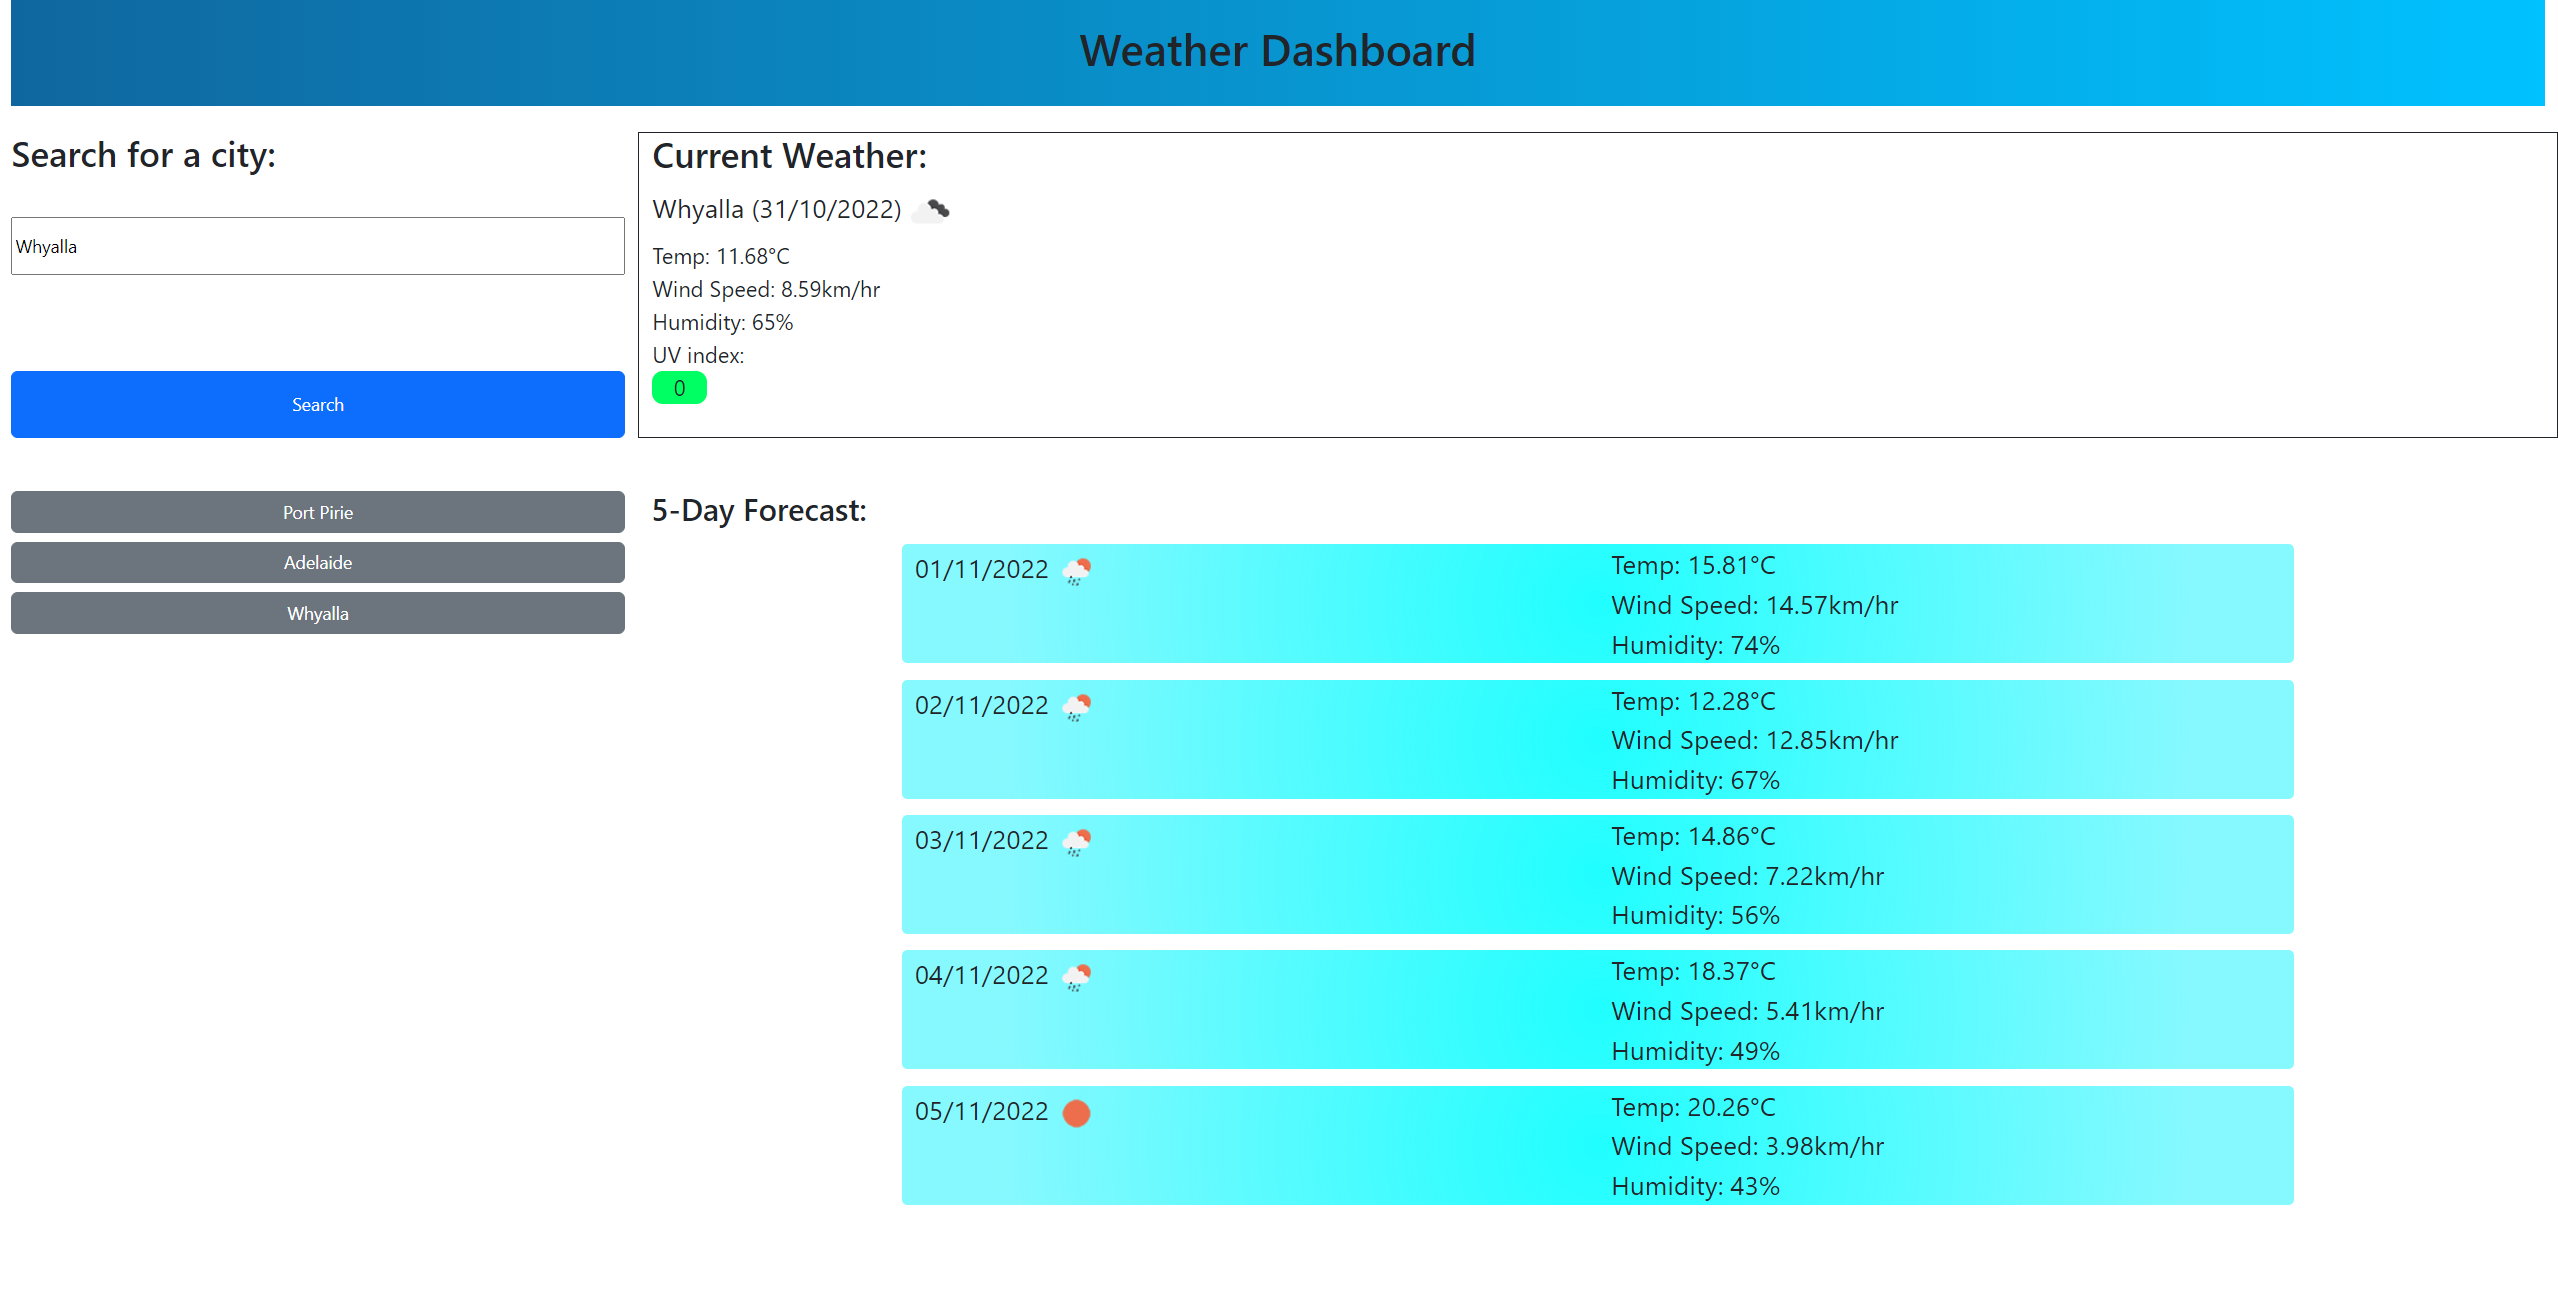 Weather Dashboard
Search for a city:
Whyalla
Search
Port Pirie
Adelaide
Whyalla
Current Weather:
Whyalla (31/10/2022)
Temp: 11.68°C
Wind Speed: 8.59km/hr
Humidity: 65%
UV index:
0
5-Day Forecast:
01/11/2022
Temp: 15.81°C
Wind Speed: 14.57km/hr
Humidity: 74%
02/11/2022
Temp: 12.28°C
Wind Speed: 12.85km/hr
Humidity: 67%
03/11/2022
Temp: 14.86°C
Wind Speed: 7.22km/hr
Humidity: 56%
04/11/2022
Temp: 18.37°C
Wind Speed: 5.41km/hr
Humidity: 49%
05/11/2022
Temp: 20.26°C
Wind Speed: 3.98km/hr
Humidity: 43%